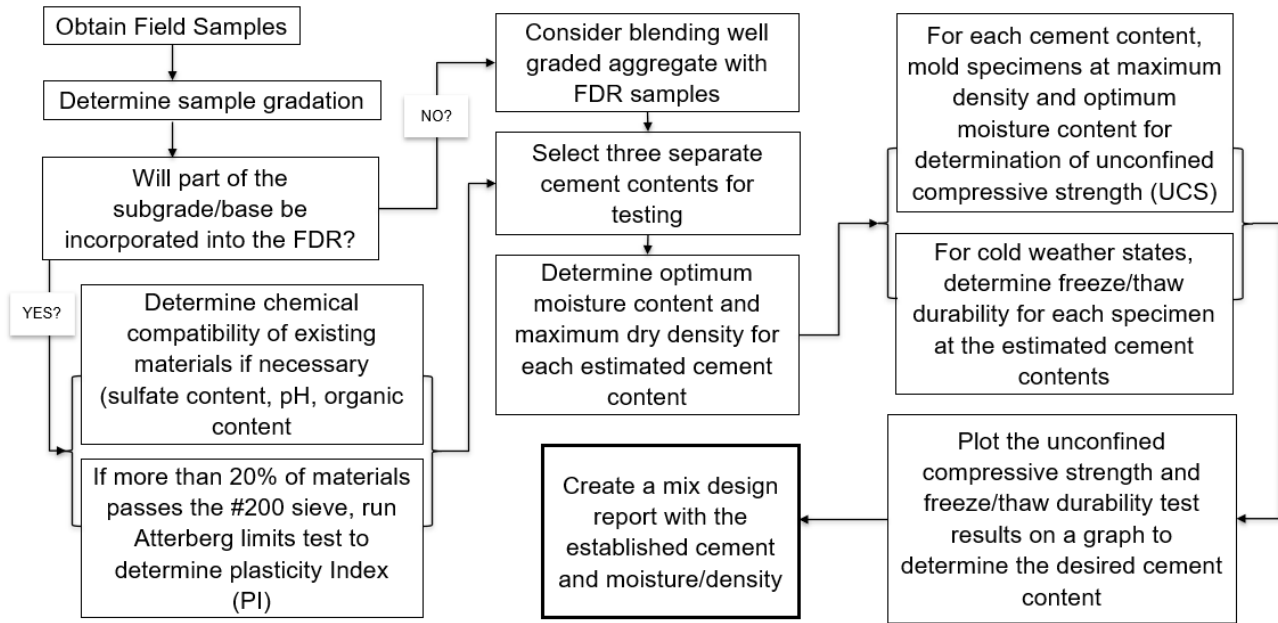 Obtain Field Samples
Determine sample gradation
Will part of the
subgrade/base be
incorporated into the FDR?
YES?
Determine chemical
compatibility of existing
materials if necessary
(sulfate content, pH, organic
content
If more than 20% of materials
passes the #200 sieve, run
Atterberg limits test to
determine plasticity Index
(PI)
NO?
Consider blending well
graded aggregate with
FDR samples
Select three separate
cement contents for
testing
Determine optimum
moisture content and
maximum dry density for
each estimated cement
content
For each cement content,
mold specimens at maximum
density and optimum
moisture content for
determination of unconfined
compressive strength (UCS)
For cold weather states,
determine freeze/thaw
durability for each specimen
at the estimated cement
contents
Plot the unconfined
compressive strength and
freeze/thaw durability test
results on a graph to
determine the desired cement
content
Create a mix design
report with the
established cement
and moisture/density